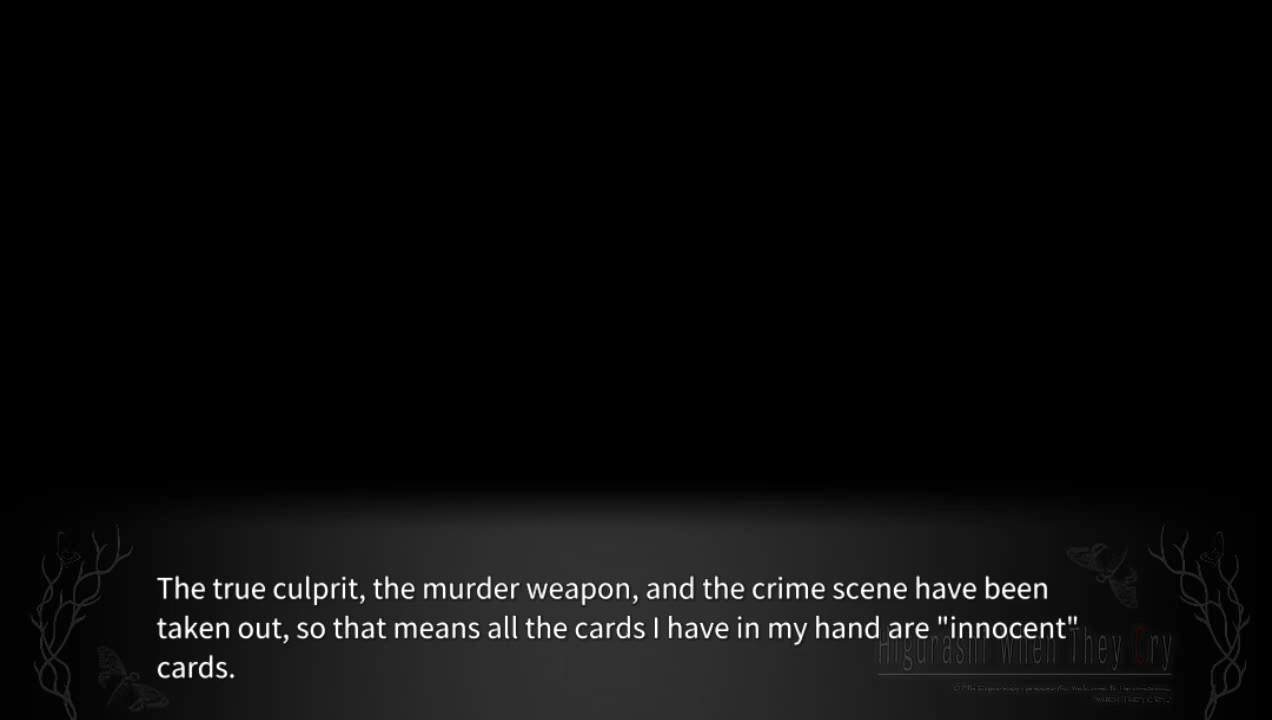 The true culprit, the murder weapon, and the crime scene have been
taken out, so that means all the cards I have in my hand are "innocent"
cards.
Higurashi When They Cry